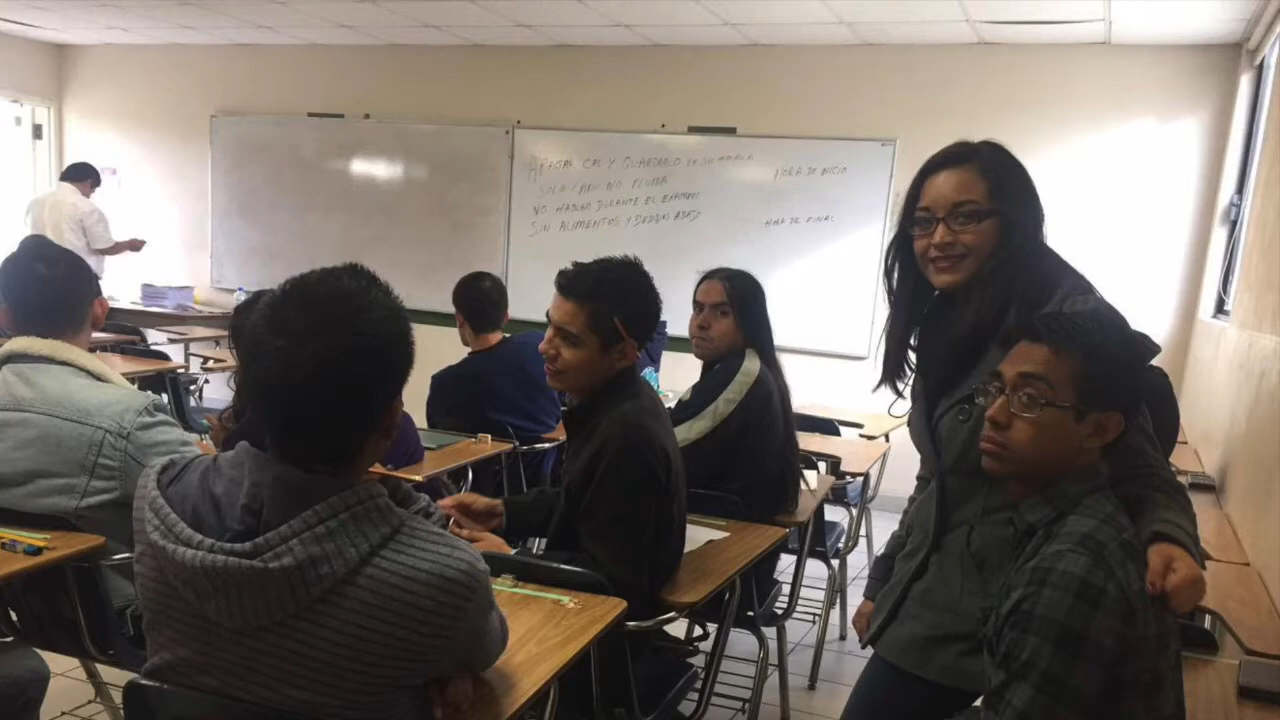 APAGAR CEL Y GUARDARLO EN SU MOCHILA
SOLO LAPIZ NO PLUMA
NO HABLAR DURANTE EL EXAMEN
SIN ALIMENTOS Y BEBIDAS ABAJO
HORA DE INICIO
HORA DE FINAL